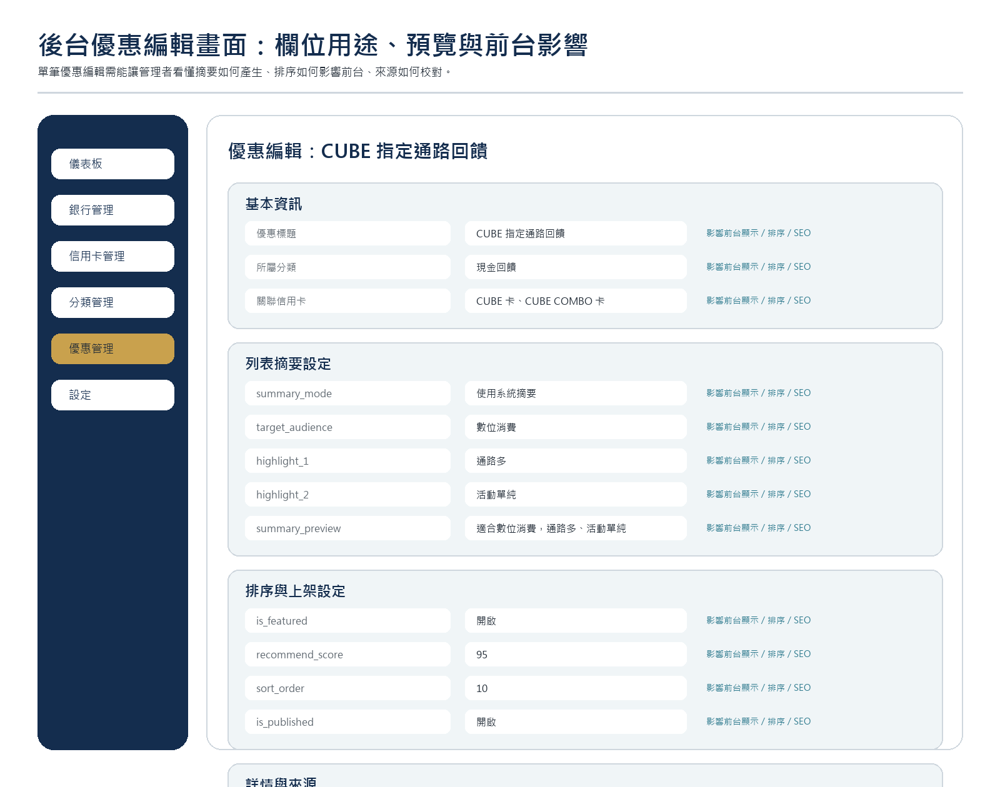 後台優惠編輯畫面：欄位用途、預覽與前台影響
單筆優惠編輯需能讓管理者看懂摘要如何產生、排序如何影響前台、來源如何校對。
儀表板
銀行管理
信用卡管理
分類管理
優惠管理
設定
優惠編輯：CUBE 指定通路回饋
基本資訊
優惠標題 CUBE 指定通路回饋 影響前台顯示 / 排序 / SEO
所屬分類 現金回饋 影響前台顯示 / 排序 / SEO
關聯信用卡 CUBE 卡、CUBE COMBO 卡 影響前台顯示 / 排序 / SEO
列表摘要設定
summary_mode 使用系統摘要 影響前台顯示 / 排序 / SEO
target_audience 數位消費 影響前台顯示 / 排序 / SEO
highlight_1 通路多 影響前台顯示 / 排序 / SEO
highlight_2 活動單純 影響前台顯示 / 排序 / SEO
summary_preview 適合數位消費，通路多、活動單純 影響前台顯示 / 排序 / SEO
排序與上架設定
is_featured 開啟 影響前台顯示 / 排序 / SEO
recommend_score 95 影響前台顯示 / 排序 / SEO
sort_order 10 影響前台顯示 / 排序 / SEO
is_published 開啟 影響前台顯示 / 排序 / SEO
詳情與來源